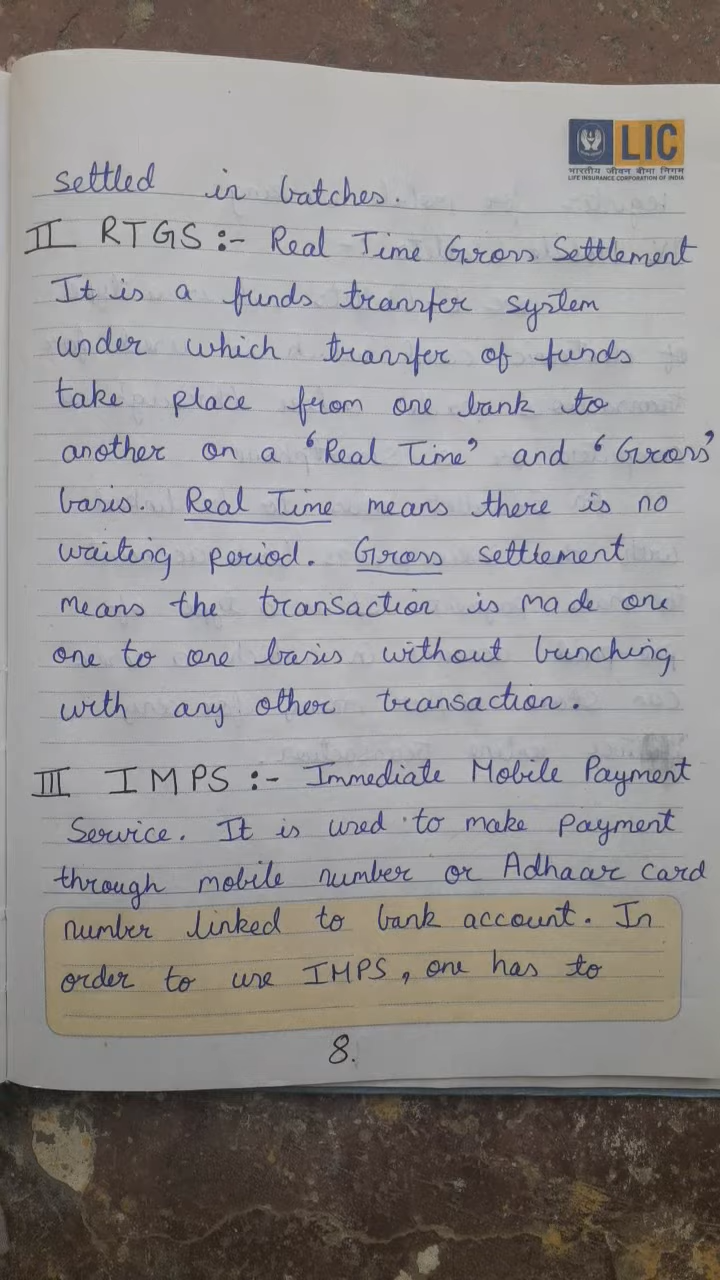 LIC
भारतीय जीवन बीमा निगम
LIFE INSURANCE CORPORATION OF INDIA
settled in batches.
II RTGS :- Real Time Gross Settlement
It is a funds transfer system
under which transfer of funds
take place from one bank to
another on a ‘Real Time’ and ‘Gross’
basis. Real Time means there is no
waiting period. Gross settlement
means the transaction is made one
one to one basis without bunching
with any other transaction.
III IMPS :- Immediate Mobile Payment
Service. It is used to make payment
through mobile number or Adhaar card
number linked to bank account. In
order to use IMPS, one has to
8.